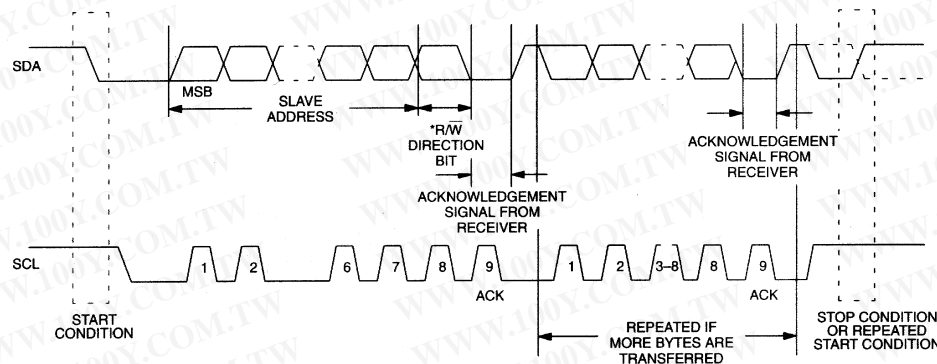 SDA
MSB
SLAVE
ADDRESS
*R/W̅
DIRECTION
BIT
ACKNOWLEDGEMENT
SIGNAL FROM
RECEIVER
ACKNOWLEDGEMENT
SIGNAL FROM
RECEIVER
SCL
1 2 6 7 8 9 1 2 3–8 8 9
ACK
ACK
START
CONDITION
REPEATED IF
MORE BYTES ARE
TRANSFERRED
STOP CONDITION
OR REPEATED
START CONDITION
WWW.100Y.COM.TW